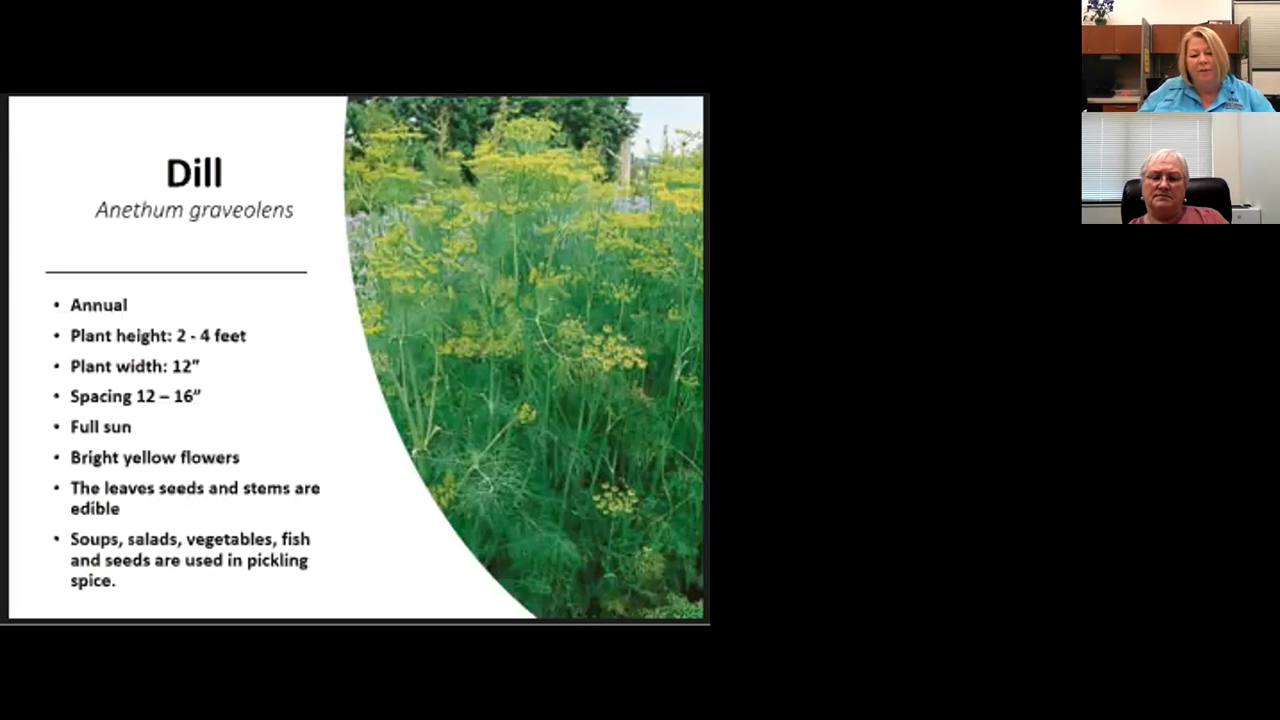 Dill
Anethum graveolens
• Annual
• Plant height: 2 - 4 feet
• Plant width: 12”
• Spacing 12 – 16”
• Full sun
• Bright yellow flowers
• The leaves seeds and stems are
edible
• Soups, salads, vegetables, fish
and seeds are used in pickling
spice.